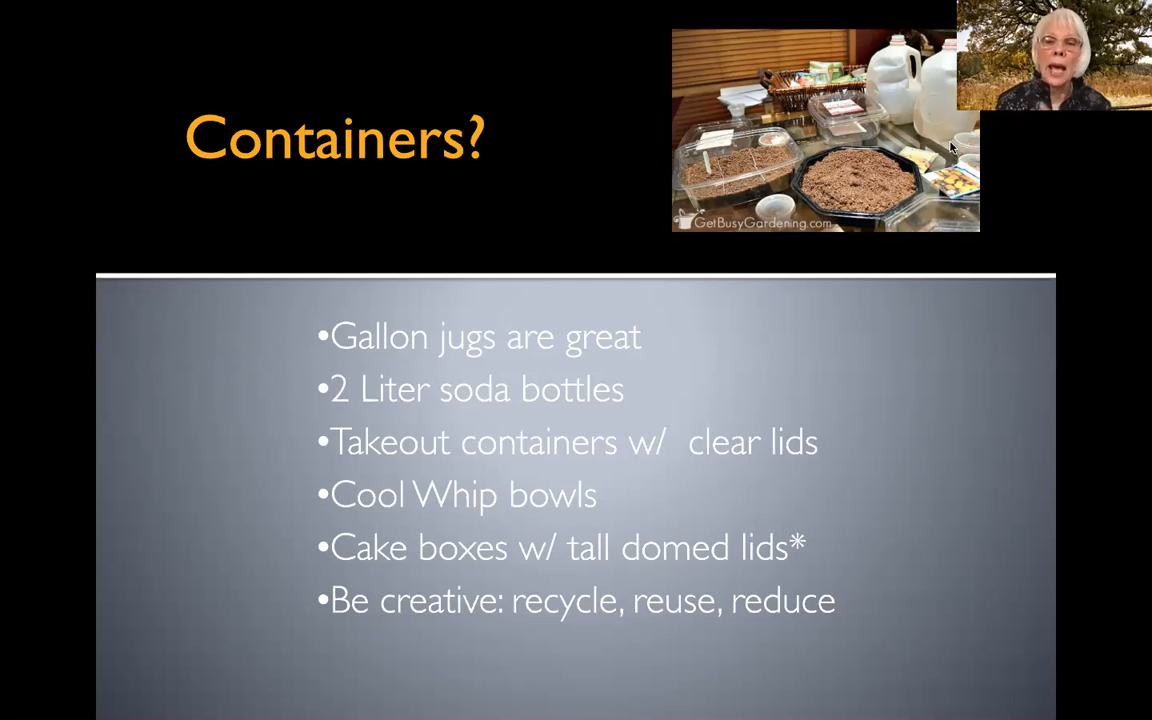 Containers?
GetBusyGardening.com
•Gallon jugs are great
•2 Liter soda bottles
•Takeout containers w/ clear lids
•Cool Whip bowls
•Cake boxes w/ tall domed lids*
•Be creative: recycle, reuse, reduce